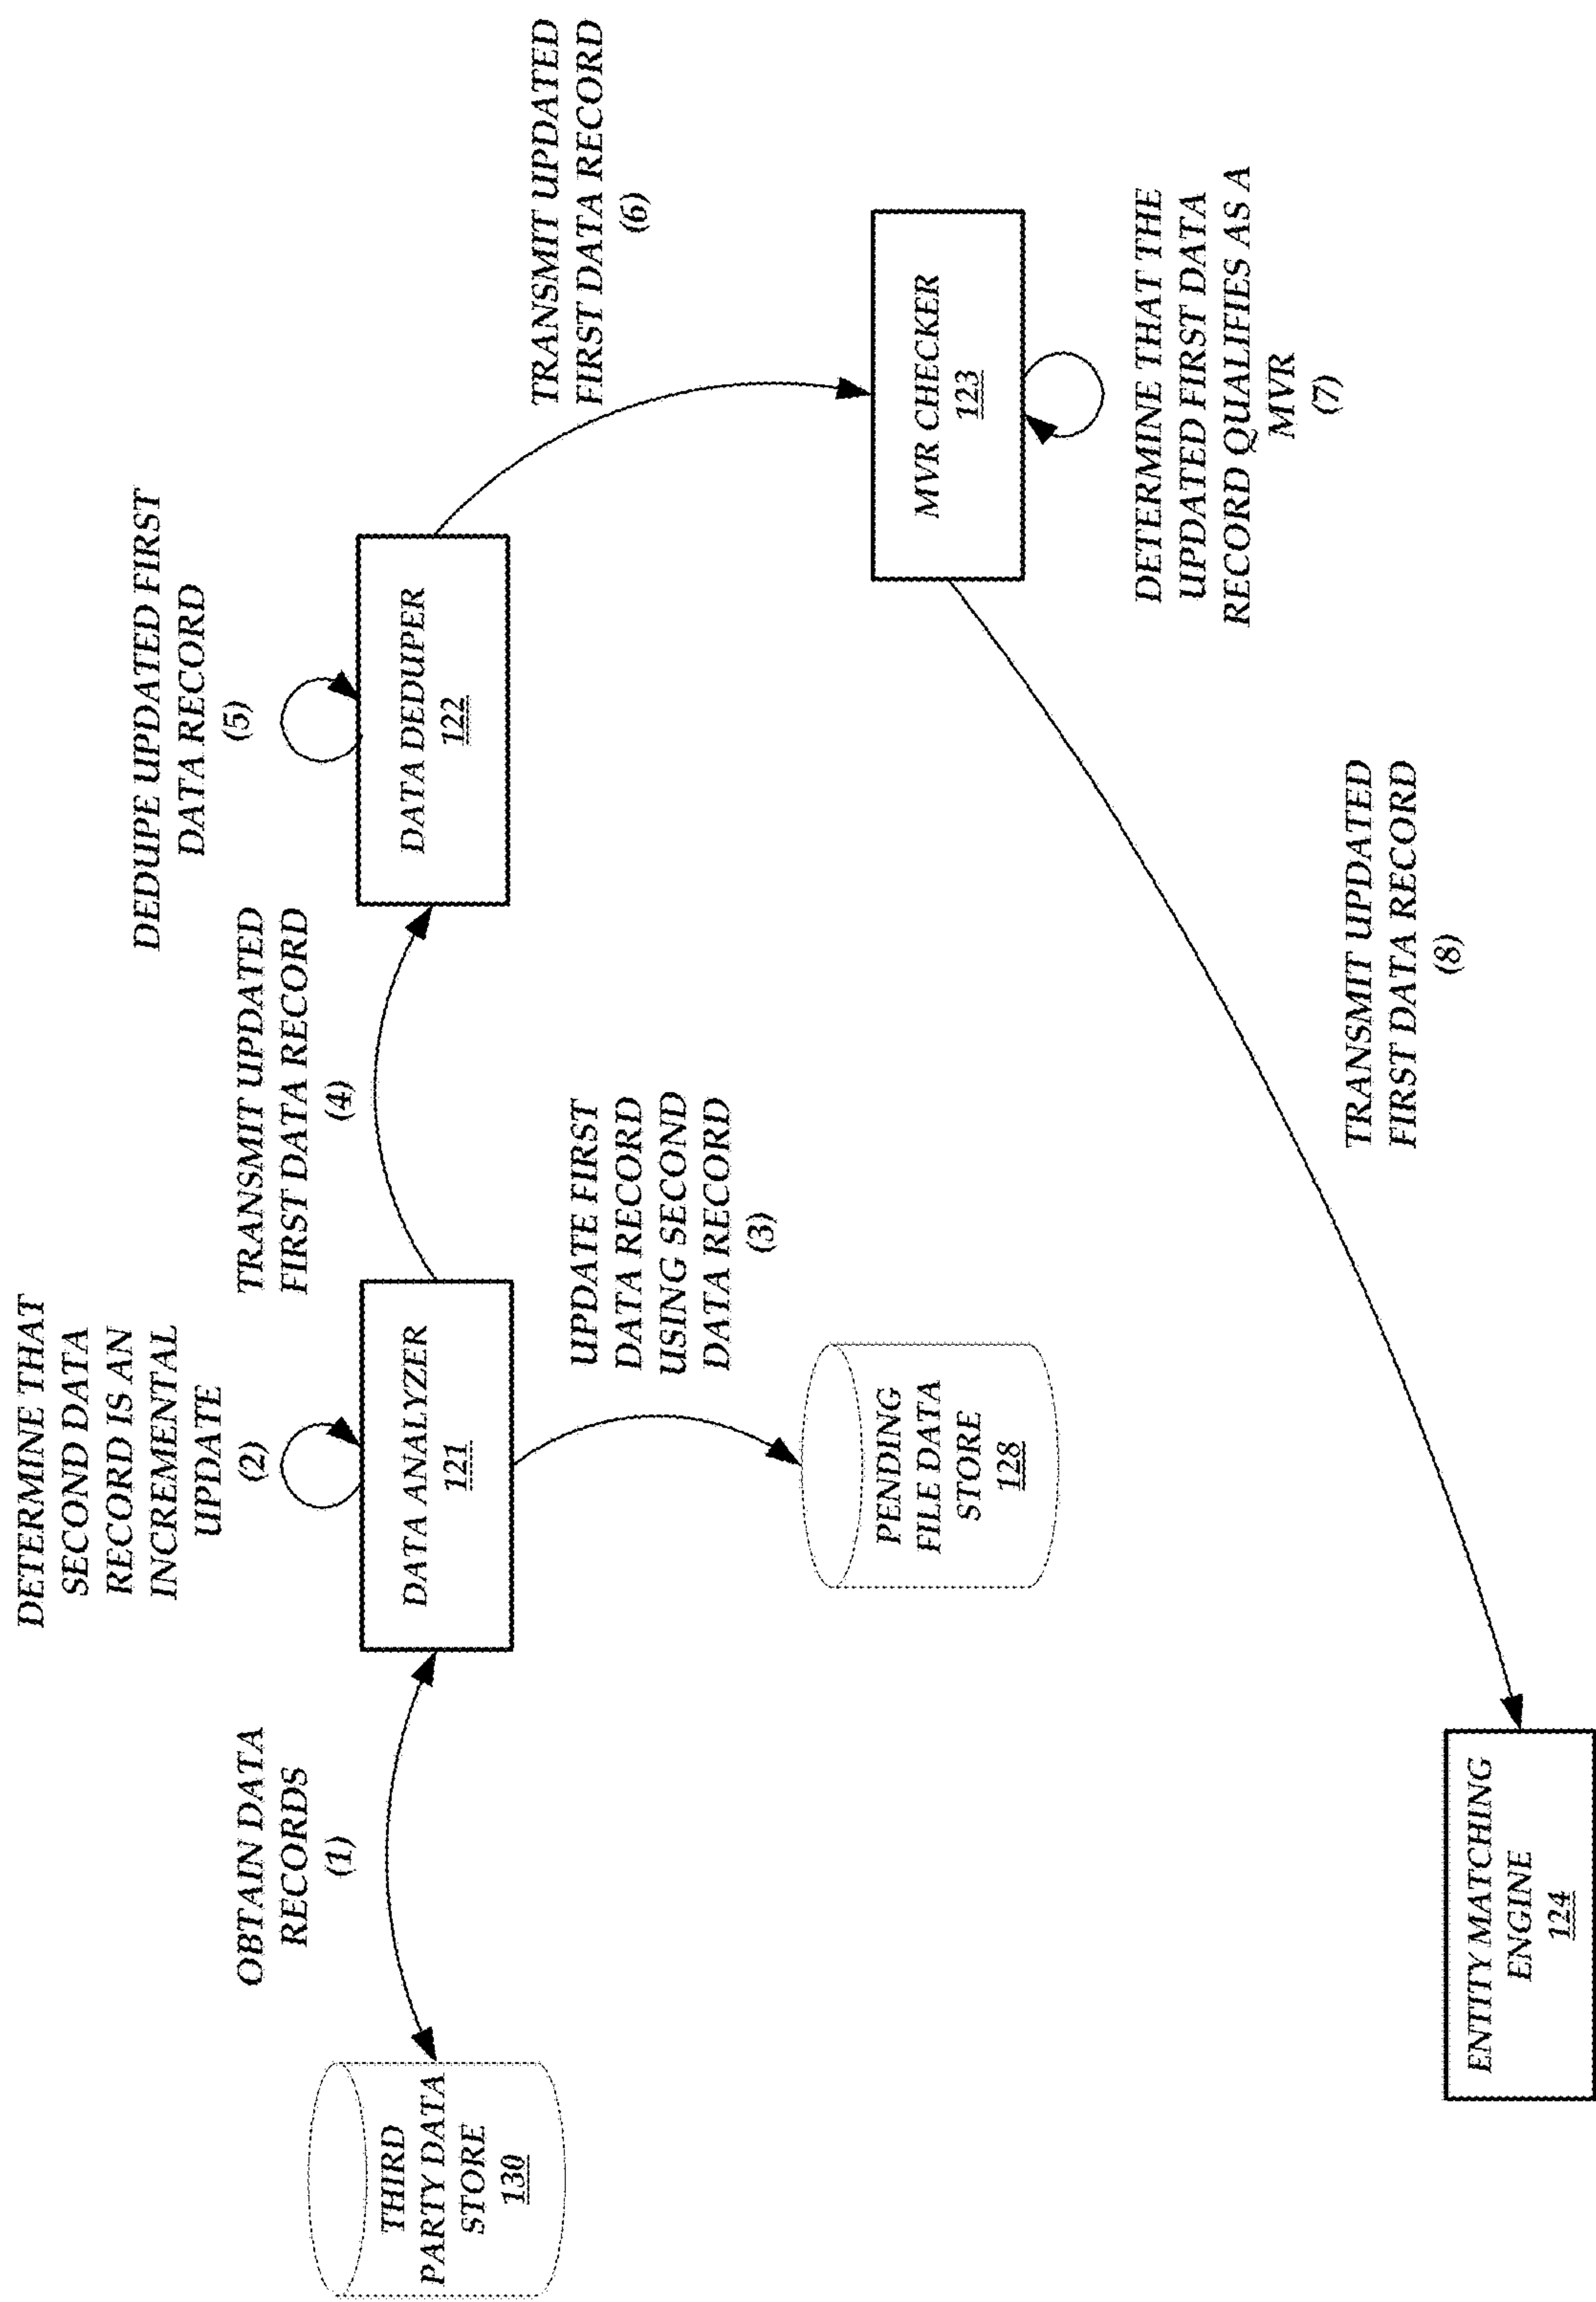 DETERMINE THAT
SECOND DATA
RECORD IS AN
INCREMENTAL
UPDATE
(2)
OBTAIN DATA
RECORDS
(1)
TRANSMIT UPDATED
FIRST DATA RECORD
(4)
DEDUPE UPDATED FIRST
DATA RECORD
(5)
THIRD
PARTY DATA
STORE
130
DATA ANALYZER
121
DATA DEDUPER
122
TRANSMIT UPDATED
FIRST DATA RECORD
(6)
UPDATE FIRST
DATA RECORD
USING SECOND
DATA RECORD
(3)
PENDING
FILE DATA
STORE
128
MVR CHECKER
123
DETERMINE THAT THE
UPDATED FIRST DATA
RECORD QUALIFIES AS A
MVR
(7)
TRANSMIT UPDATED
FIRST DATA RECORD
(8)
ENTITY MATCHING
ENGINE
124